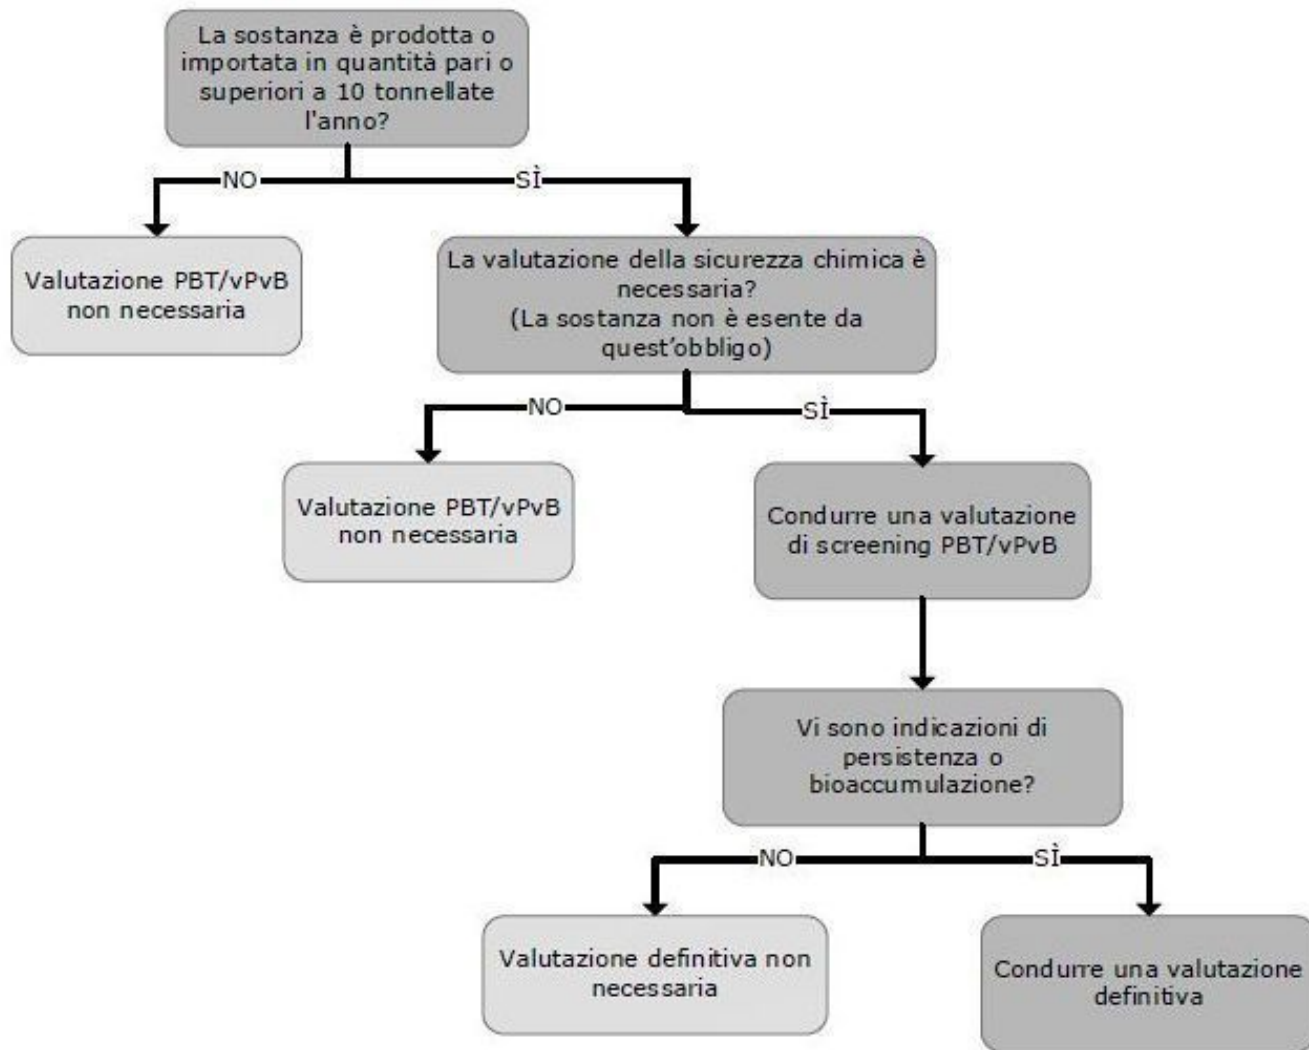 La sostanza è prodotta o
importata in quantità pari o
superiori a 10 tonnellate
l'anno?
NO
SÌ
Valutazione PBT/vPvB
non necessaria
La valutazione della sicurezza chimica è
necessaria?
(La sostanza non è esente da
quest’obbligo)
NO
SÌ
Valutazione PBT/vPvB
non necessaria
Condurre una valutazione
di screening PBT/vPvB
Vi sono indicazioni di
persistenza o
bioaccumulazione?
NO
SÌ
Valutazione definitiva non
necessaria
Condurre una valutazione
definitiva